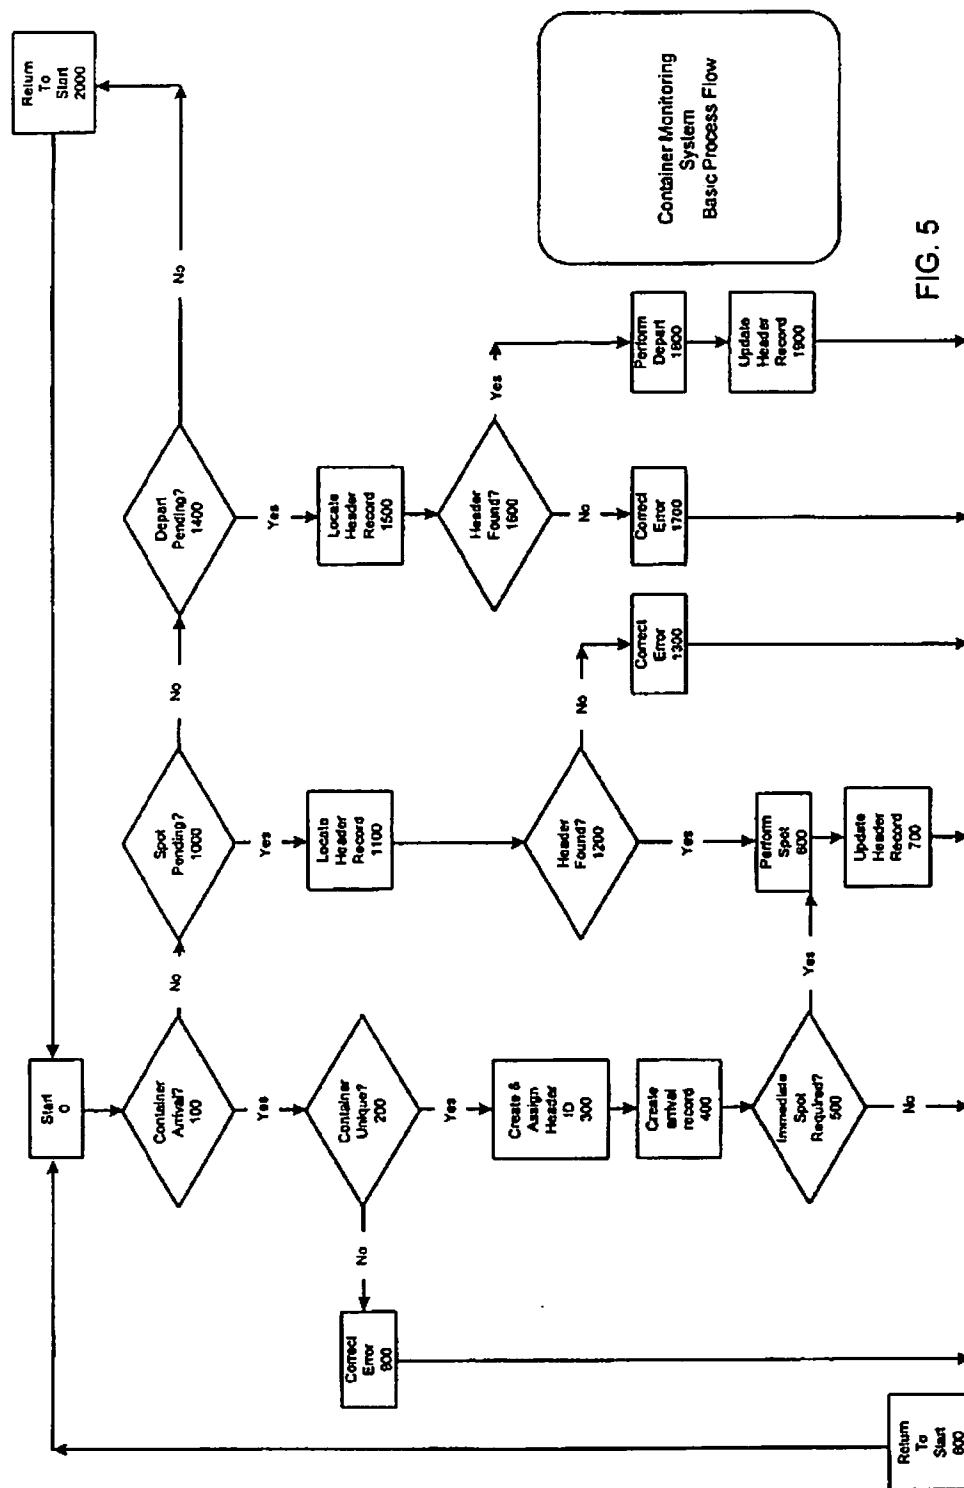 Start
0
Return
To
Start
2000
Container
Arrival?
100
No
Spot
Pending?
1000
No
Depart
Pending?
1400
No
Yes
Yes
Yes
Container
Unique?
200
Locate
Header
Record
1100
Locate
Header
Record
1500
No
Yes
Correct
Error
Create &
Assign
Header
ID
300
Header
Found?
1200
No
Header
Found?
1600
Yes
No
Create
arrival
record
400
Correct
Error
1300
Correct
Error
1700
Perform
Depart
1800
Yes
Update
Header
Record
1900
Immediate
Spot
Required?
500
Yes
Perform
Spot
600
Update
Header
Record
700
No
Return
To
Start
Container Monitoring
System
Basic Process Flow
FIG. 5